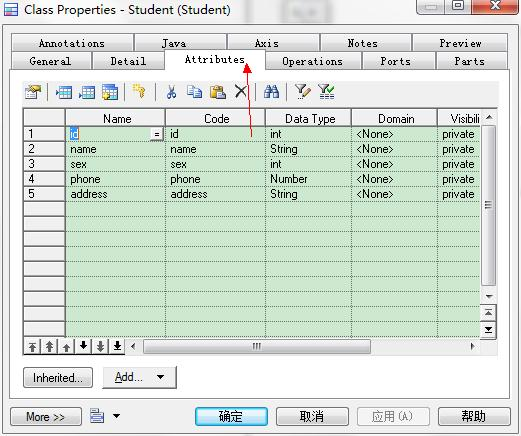 Class Properties - Student (Student)
Annotations Java Axis Notes Preview
General Detail Attributes Operations Ports Parts
Name Code Data Type Domain Visibili
1 id = id int <None> private
2 name name String <None> private
3 sex sex int <None> private
4 phone phone Number <None> private
5 address address String <None> private
Inherited... Add...
More >> 确定 取消 应用(A) 帮助